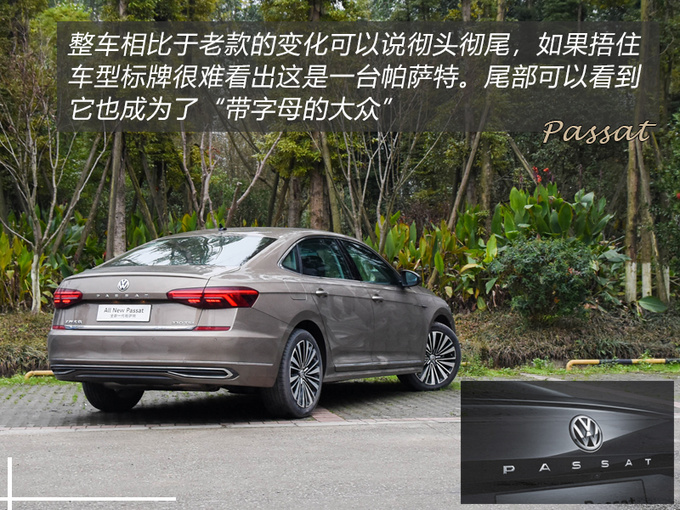 整车相比于老款的变化可以说彻头彻尾，如果捂住
车型标牌很难看出这是一台帕萨特。尾部可以看到
它也成为了“带字母的大众”
Passat
PASSAT
All New Passat
PASSAT